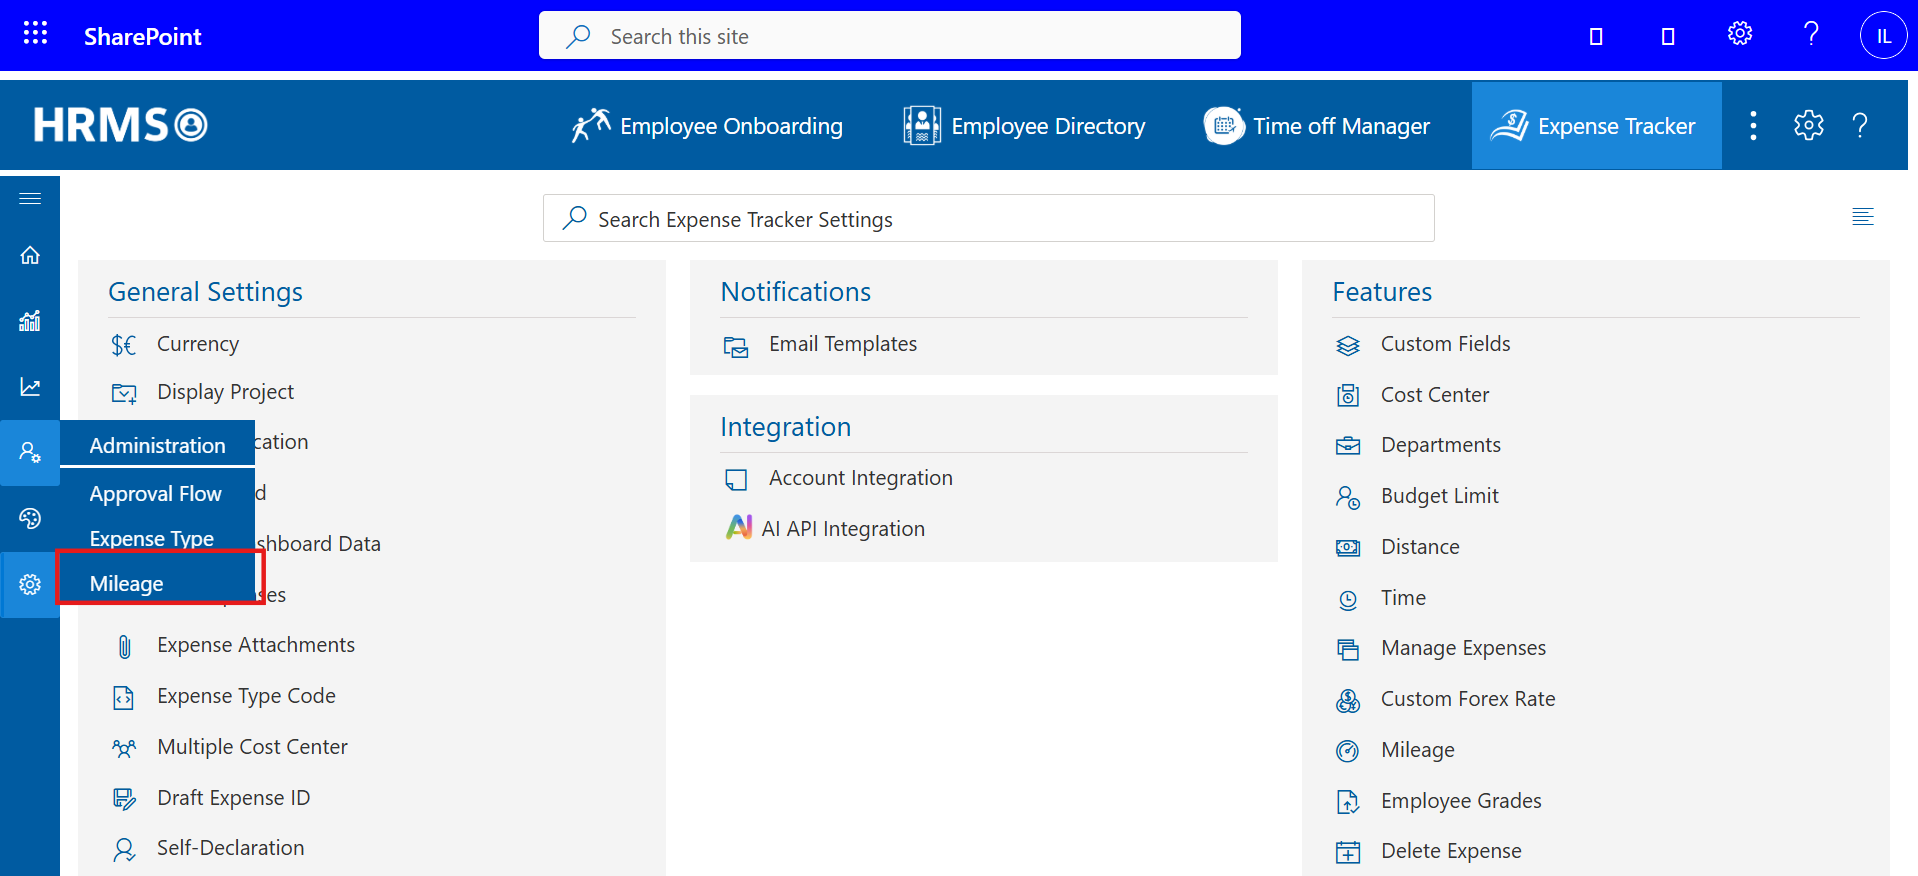 SharePoint
Search this site
IL
HRMS
Employee Onboarding
Employee Directory
Time off Manager
Expense Tracker
Search Expense Tracker Settings
General Settings
Currency
Display Project
Administration
Approval Flow
Expense Type
Mileage
shboard Data
Expense Attachments
Expense Type Code
Multiple Cost Center
Draft Expense ID
Self-Declaration
Notifications
Email Templates
Integration
Account Integration
AI API Integration
Features
Custom Fields
Cost Center
Departments
Budget Limit
Distance
Time
Manage Expenses
Custom Forex Rate
Mileage
Employee Grades
Delete Expense